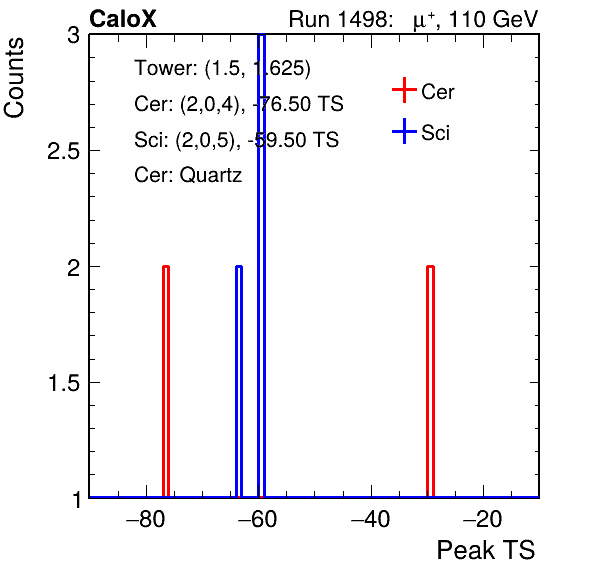 CaloX Run 1498: μ⁺, 110 GeV
Counts
3
2.5
2
1.5
1
Tower: (1.5, 1.625)
Cer: (2,0,4), -76.50 TS
Sci: (2,0,5), -59.50 TS
Cer: Quartz
Cer
Sci
−80 −60 −40 −20
Peak TS